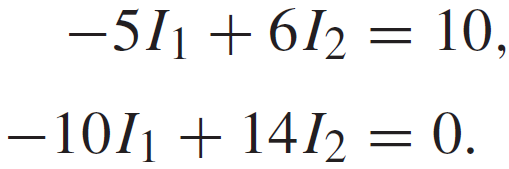 −5I₁ + 6I₂ = 10,
−10I₁ + 14I₂ = 0.